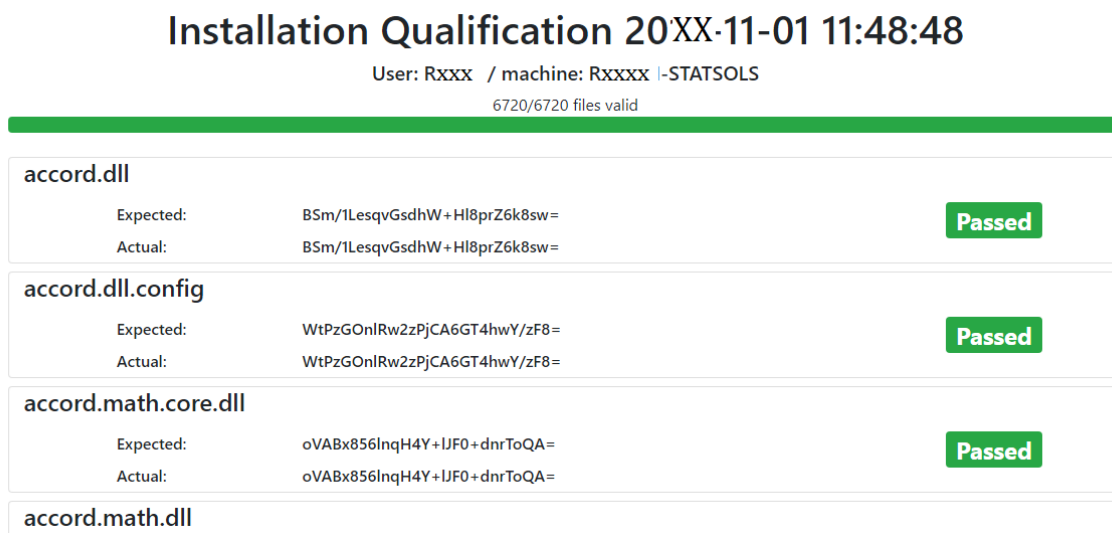 Installation Qualification 20XX-11-01 11:48:48
User: Rxxx / machine: Rxxxx I-STATSOLS
6720/6720 files valid
accord.dll
Expected: BSm/1LesqvGsdhW+Hl8prZ6k8sw=
Actual: BSm/1LesqvGsdhW+Hl8prZ6k8sw=
Passed
accord.dll.config
Expected: WtPzGOnlRw2zPjCA6GT4hwY/zF8=
Actual: WtPzGOnlRw2zPjCA6GT4hwY/zF8=
Passed
accord.math.core.dll
Expected: oVABx856lnqH4Y+lJF0+dnrToQA=
Actual: oVABx856lnqH4Y+lJF0+dnrToQA=
Passed
accord.math.dll